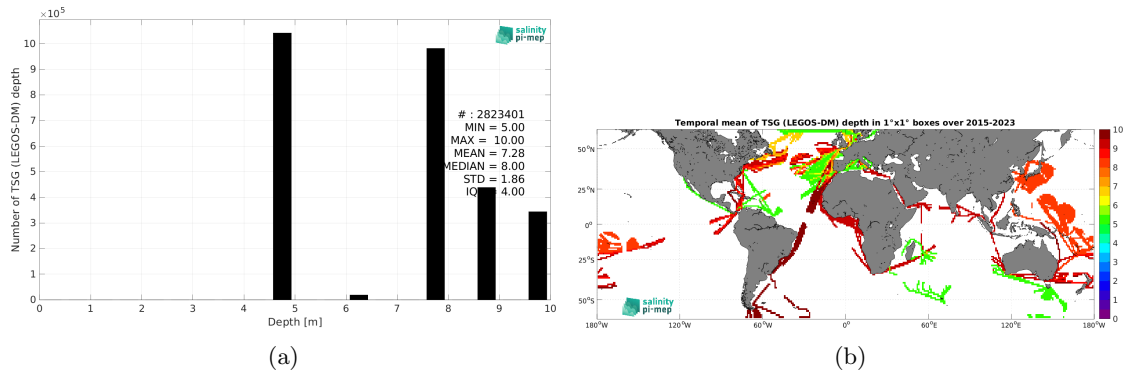 ×10⁵
salinity
pi-mep
10
9
8
7
6
5
4
3
2
1
0
Number of TSG (LEGOS-DM) depth
# : 2823401
MIN = 5.00
MAX = 10.00
MEAN = 7.28
MEDIAN = 8.00
STD = 1.86
IQ 4.00
0 1 2 3 4 5 6 7 8 9 10
Depth [m]
(a)
Temporal mean of TSG (LEGOS-DM) depth in 1°x1° boxes over 2015-2023
50°N
25°N
0°
25°S
50°S
salinity
pi-mep
180°W 120°W 60°W 0° 60°E 120°E 180°W
10
9
8
7
6
5
4
3
2
1
0
(b)